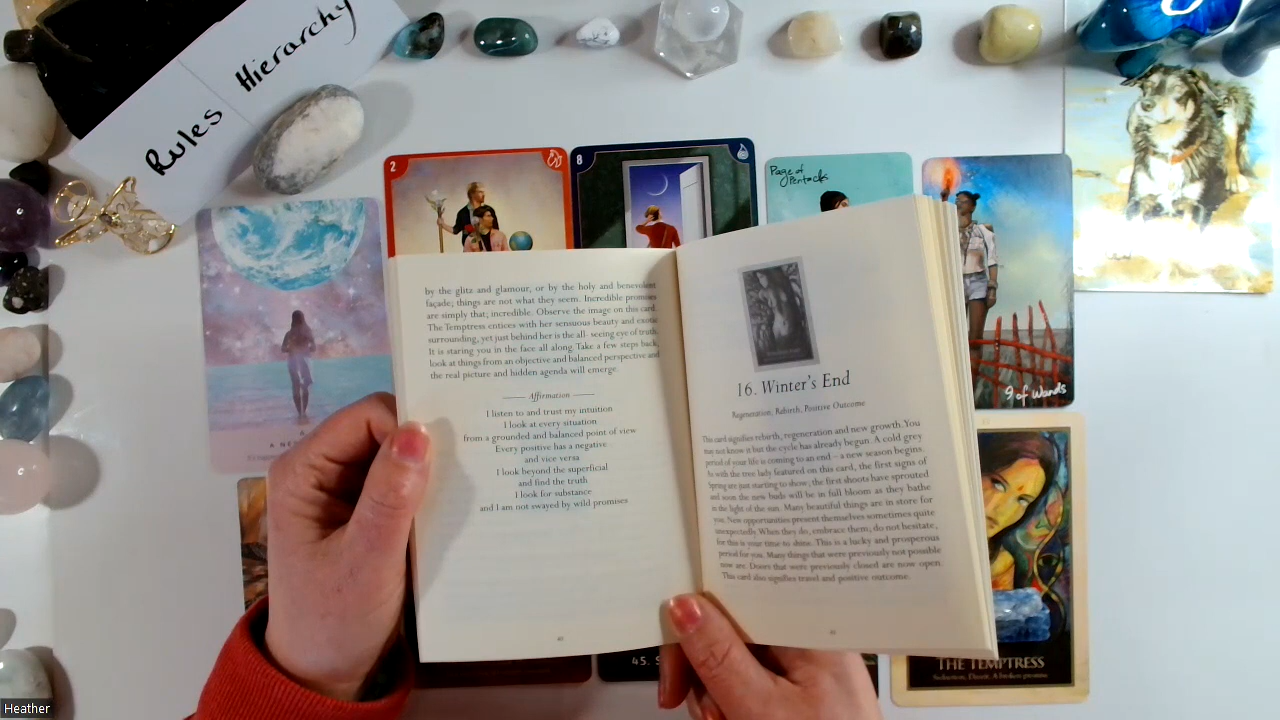 Rules Hierarchy
2
8
Page of
Pentacles
9 of Wands
by the glitz and glamour, or by the holy and benevolent
façade; things are not what they seem. Incredible promises
are simply that; incredible. Observe the image on this card.
The Temptress entices with her sensuous beauty and exotic
surrounding, yet just behind her is the all- seeing eye of truth.
It is staring you in the face all along. Take a few steps back,
look at things from an objective and balanced perspective and
the real picture and hidden agenda will emerge.
Affirmation
I listen to and trust my intuition
I look at every situation
from a grounded and balanced point of view
Every positive has a negative
and vice versa
I look beyond the superficial
and find the truth
I look for substance
and I am not swayed by wild promises
16. Winter's End
Regeneration, Rebirth, Positive Outcome
This card signifies rebirth, regeneration and new growth. You
may not know it but the cycle has already begun. A cold grey
period of your life is coming to an end – a new season begins.
As with the tree lady featured on this card, the first signs of
Spring are just starting to show; the first shoots have sprouted
and soon the new buds will be in full bloom as they bathe
in the light of the sun. Many beautiful things are in store for
you. New opportunities present themselves sometimes quite
unexpectedly. When they do, embrace them; do not hesitate,
for this is your time to shine. This is a lucky and prosperous
period for you. Many things that were previously not possible
now are. Doors that were previously closed are now open.
This card also signifies travel and positive outcome.
45. S
THE TEMPTRESS
Seduction, Deceit, A broken promise
Heather